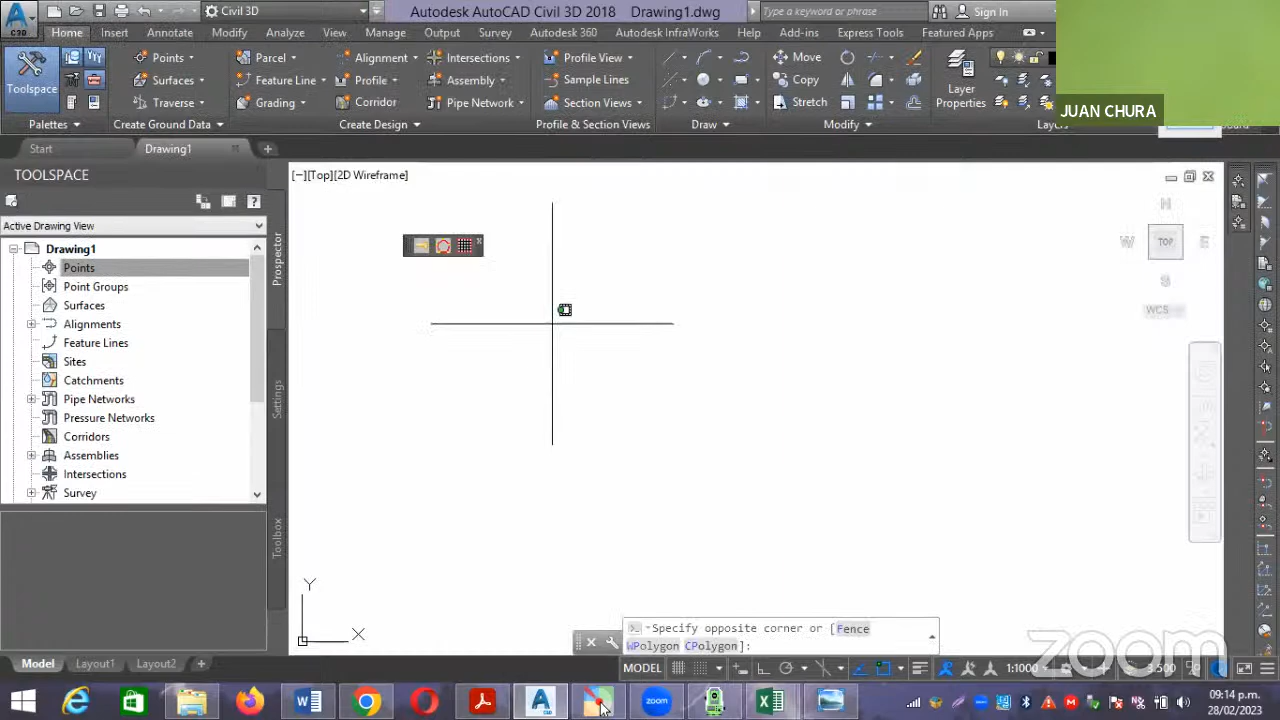 Civil 3D
Autodesk AutoCAD Civil 3D 2018 Drawing1.dwg
Type a keyword or phrase
Sign In
C3D
Home Insert Annotate Modify Analyze View Manage Output Survey Autodesk 360 Autodesk InfraWorks Help Add-ins Express Tools Featured Apps
Toolspace
Points
Surfaces
Traverse
Parcel
Feature Line
Grading
Alignment
Profile
Corridor
Intersections
Assembly
Pipe Network
Profile View
Sample Lines
Section Views
Move
Copy
Stretch
Layer
Properties
JUAN CHURA
Palettes
Create Ground Data
Create Design
Profile & Section Views
Draw
Modify
Start
Drawing1
TOOLSPACE
Active Drawing View
Drawing1
Points
Point Groups
Surfaces
Alignments
Feature Lines
Sites
Catchments
Pipe Networks
Pressure Networks
Corridors
Assemblies
Intersections
Survey
Prospector
Settings
Toolbox
[−][Top][2D Wireframe]
W
TOP
E
S
WCS
Y
X
Specify opposite corner or [Fence
WPolygon CPolygon]:
zoom
Model Layout1 Layout2
MODEL
1:1000
3.500
zoom
09:14 p.m.
28/02/2023